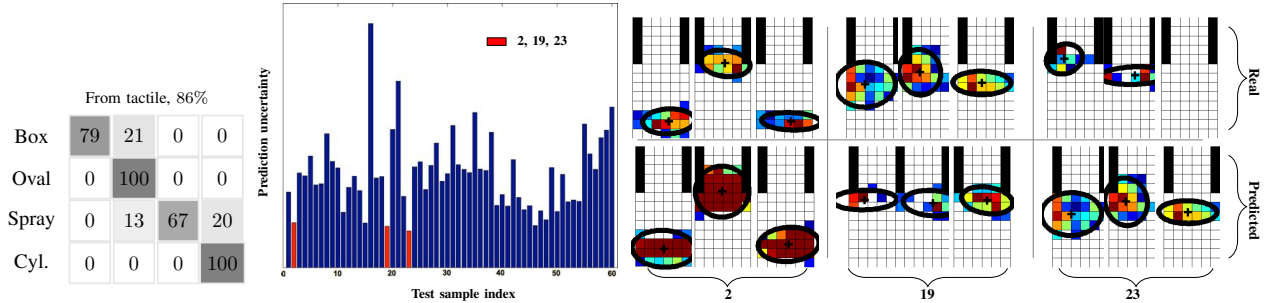 From tactile, 86%
Box 79 21 0 0
Oval 0 100 0 0
Spray 0 13 67 20
Cyl. 0 0 0 100
Prediction uncertainty
2, 19, 23
0 10 20 30 40 50 60
Test sample index
Real
Predicted
2 19 23